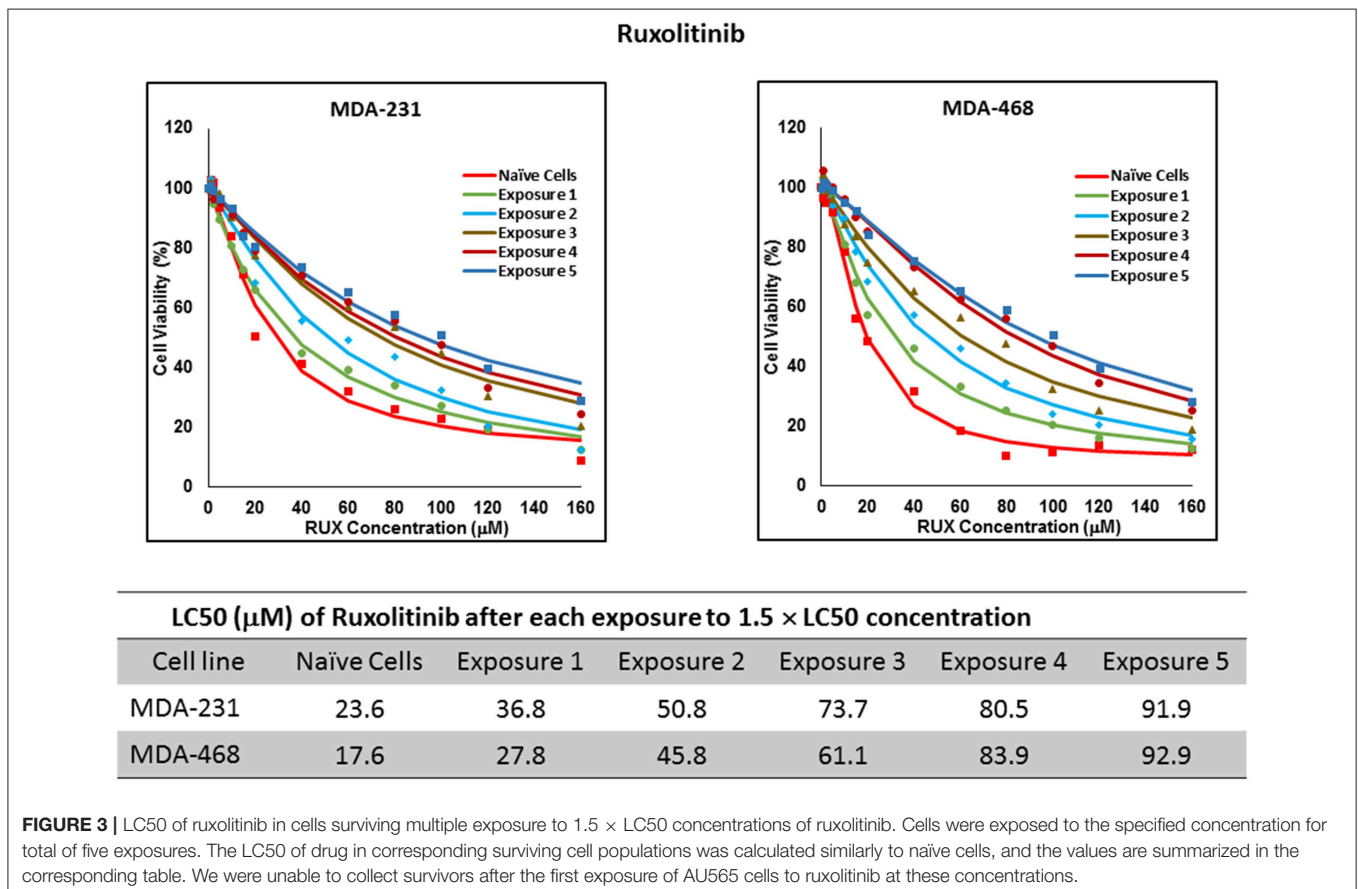 Ruxolitinib
MDA-231
120
100
80
60
40
20
0
Cell Viability (%)
Naïve Cells
Exposure 1
Exposure 2
Exposure 3
Exposure 4
Exposure 5
0 20 40 60 80 100 120 140 160
RUX Concentration (μM)
MDA-468
120
100
80
60
40
20
0
Cell Viability (%)
Naïve Cells
Exposure 1
Exposure 2
Exposure 3
Exposure 4
Exposure 5
0 20 40 60 80 100 120 140 160
RUX Concentration (μM)
LC50 (μM) of Ruxolitinib after each exposure to 1.5 × LC50 concentration
Cell line Naïve Cells Exposure 1 Exposure 2 Exposure 3 Exposure 4 Exposure 5
MDA-231 23.6 36.8 50.8 73.7 80.5 91.9
MDA-468 17.6 27.8 45.8 61.1 83.9 92.9
FIGURE 3 | LC50 of ruxolitinib in cells surviving multiple exposure to 1.5 × LC50 concentrations of ruxolitinib. Cells were exposed to the specified concentration for
total of five exposures. The LC50 of drug in corresponding surviving cell populations was calculated similarly to naïve cells, and the values are summarized in the
corresponding table. We were unable to collect survivors after the first exposure of AU565 cells to ruxolitinib at these concentrations.